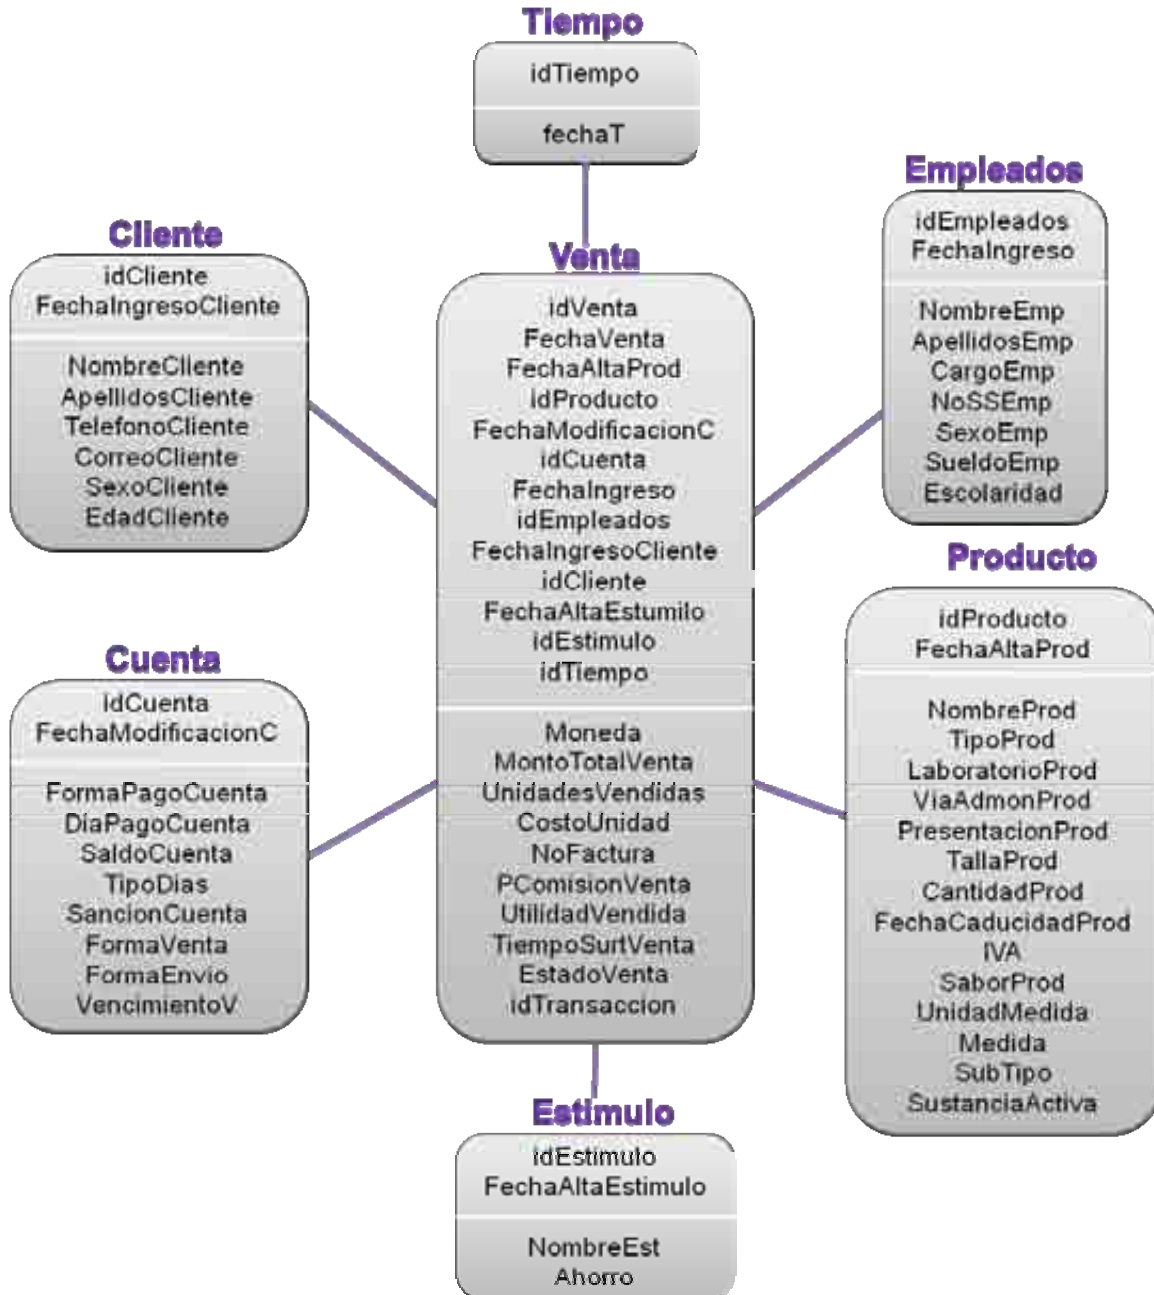 Tiempo
idTiempo
fechaT
Empleados
idEmpleados
FechaIngreso
NombreEmp
ApellidosEmp
CargoEmp
NoSSEmp
SexoEmp
SueldoEmp
Escolaridad
Cliente
idCliente
FechaIngresoCliente
NombreCliente
ApellidosCliente
TelefonoCliente
CorreoCliente
SexoCliente
EdadCliente
Venta
idVenta
FechaVenta
FechaAltaProd
idProducto
FechaModificacionC
idCuenta
FechaIngreso
idEmpleados
FechaIngresoCliente
idCliente
FechaAltaEstumilo
idEstimulo
idTiempo
Moneda
MontoTotalVenta
UnidadesVendidas
CostoUnidad
NoFactura
PComisionVenta
UtilidadVendida
TiempoSurtVenta
EstadoVenta
idTransaccion
Producto
idProducto
FechaAltaProd
NombreProd
TipoProd
LaboratorioProd
ViaAdmonProd
PresentacionProd
TallaProd
CantidadProd
FechaCaducidadProd
IVA
SaborProd
UnidadMedida
Medida
SubTipo
SustanciaActiva
Cuenta
idCuenta
FechaModificacionC
FormaPagoCuenta
DiaPagoCuenta
SaldoCuenta
TipoDias
SancionCuenta
FormaVenta
FormaEnvio
VencimientoV
Estímulo
idEstimulo
FechaAltaEstimulo
NombreEst
Ahorro